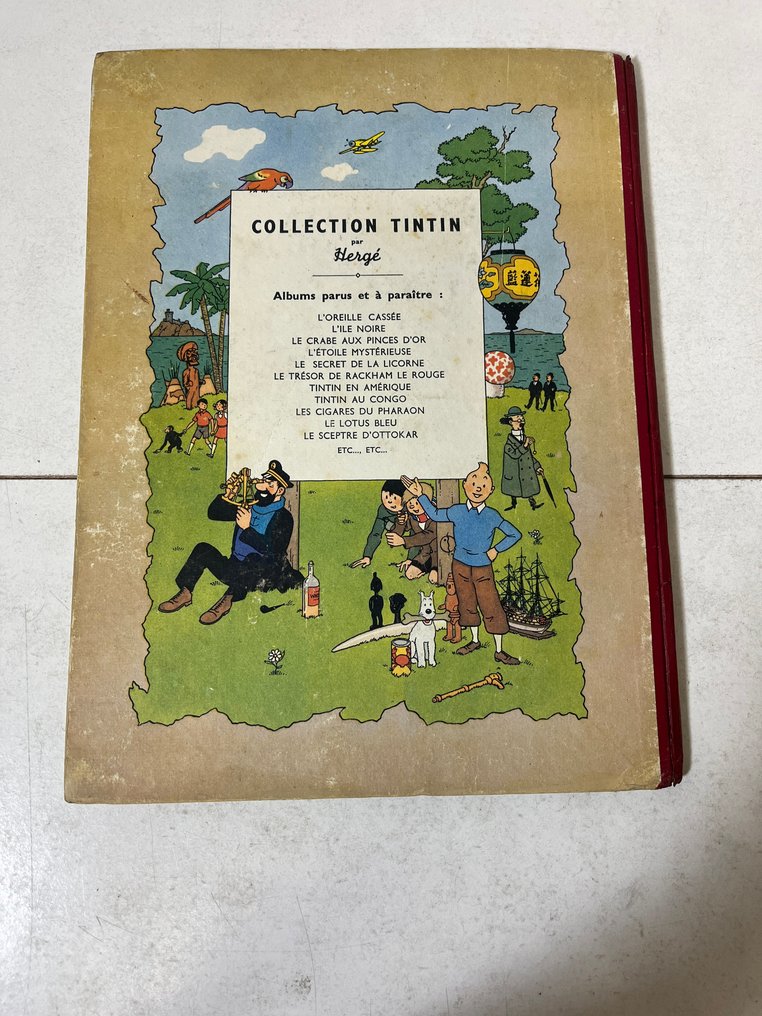 COLLECTION TINTIN
par
Hergé
Albums parus et à paraître :
L'OREILLE CASSÉE
L'ILE NOIRE
LE CRABE AUX PINCES D'OR
L'ÉTOILE MYSTÉRIEUSE
LE SECRET DE LA LICORNE
LE TRÉSOR DE RACKHAM LE ROUGE
TINTIN EN AMÉRIQUE
TINTIN AU CONGO
LES CIGARES DU PHARAON
LE LOTUS BLEU
LE SCEPTRE D'OTTOKAR
ETC..., ETC...
藍蓮